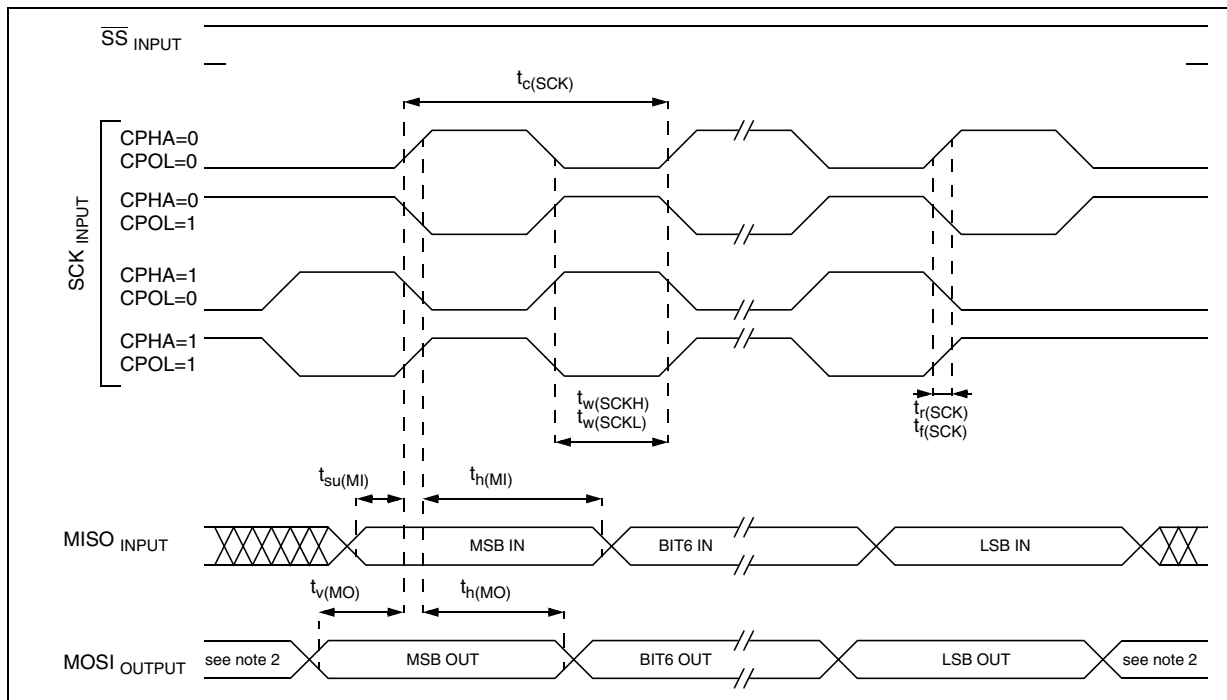 SS INPUT
tc(SCK)
SCK INPUT
CPHA=0
CPOL=0
CPHA=0
CPOL=1
CPHA=1
CPOL=0
CPHA=1
CPOL=1
tw(SCKH)
tw(SCKL)
tr(SCK)
tf(SCK)
tsu(MI)
th(MI)
MISO INPUT
MSB IN
BIT6 IN
LSB IN
tv(MO)
th(MO)
MOSI OUTPUT
see note 2
MSB OUT
BIT6 OUT
LSB OUT
see note 2